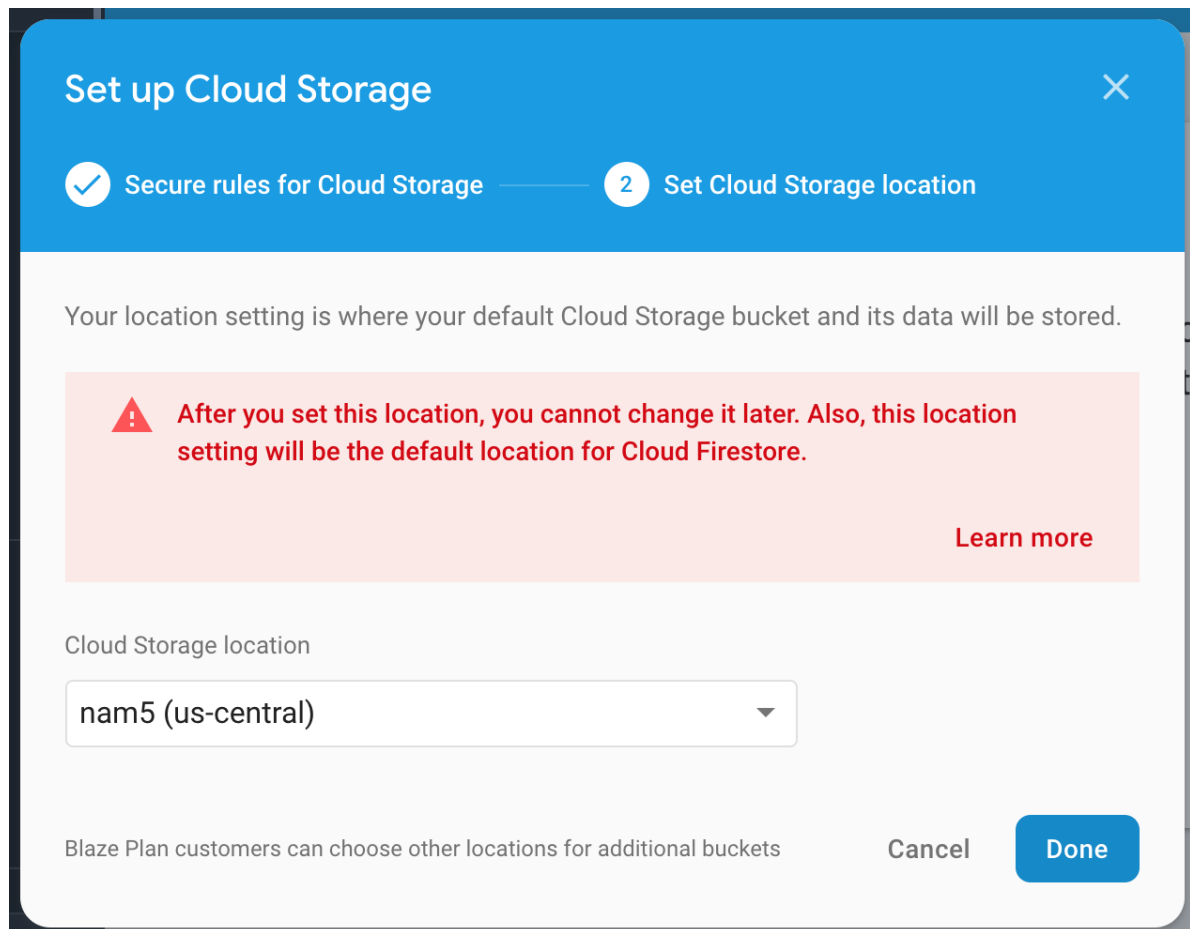 Set up Cloud Storage
Secure rules for Cloud Storage
2
Set Cloud Storage location
Your location setting is where your default Cloud Storage bucket and its data will be stored.
After you set this location, you cannot change it later. Also, this location
setting will be the default location for Cloud Firestore.
Learn more
Cloud Storage location
nam5 (us-central)
Blaze Plan customers can choose other locations for additional buckets
Cancel
Done